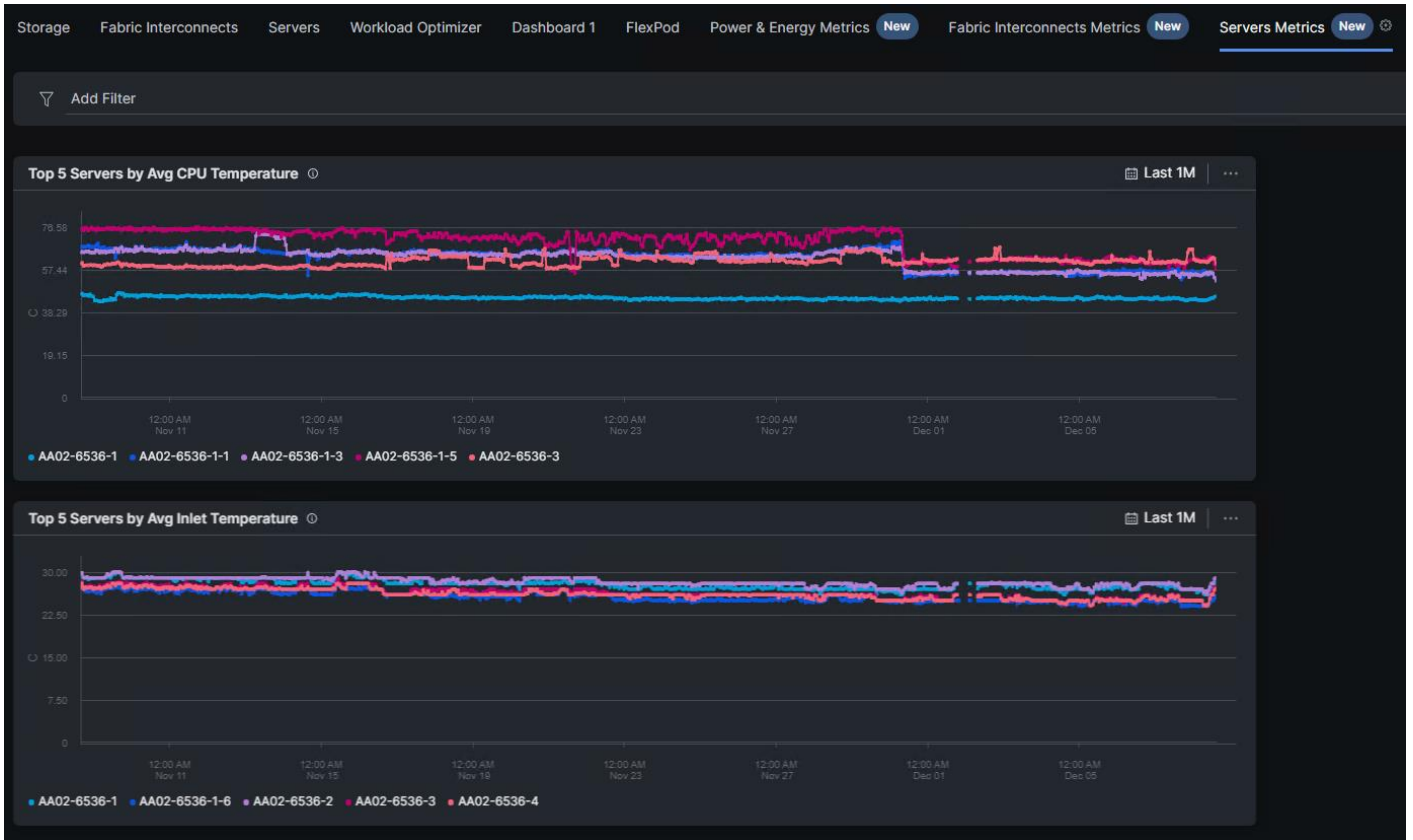 Storage Fabric Interconnects Servers Workload Optimizer Dashboard 1 FlexPod Power & Energy Metrics New Fabric Interconnects Metrics New Servers Metrics New
Add Filter
Top 5 Servers by Avg CPU Temperature Last 1M
76.58
57.44
C 38.29
19.15
0
12:00 AM 12:00 AM 12:00 AM 12:00 AM 12:00 AM 12:00 AM 12:00 AM
Nov 11 Nov 15 Nov 19 Nov 23 Nov 27 Dec 01 Dec 05
AA02-6536-1 AA02-6536-1-1 AA02-6536-1-3 AA02-6536-1-5 AA02-6536-3
Top 5 Servers by Avg Inlet Temperature Last 1M
30.00
22.50
C 15.00
7.50
0
12:00 AM 12:00 AM 12:00 AM 12:00 AM 12:00 AM 12:00 AM 12:00 AM
Nov 11 Nov 15 Nov 19 Nov 23 Nov 27 Dec 01 Dec 05
AA02-6536-1 AA02-6536-1-6 AA02-6536-2 AA02-6536-3 AA02-6536-4